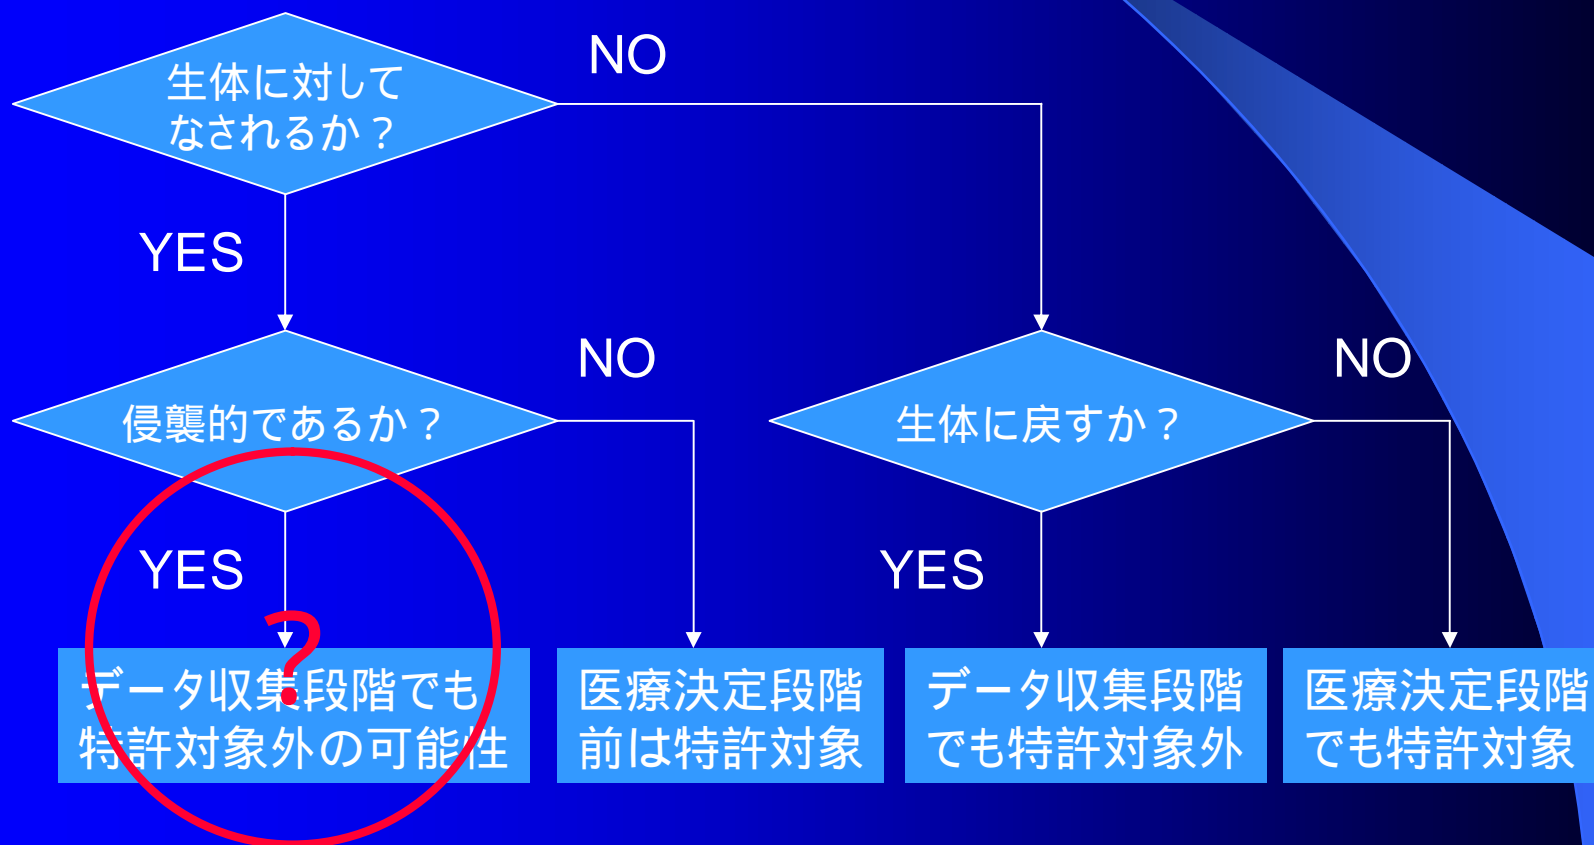 生体に対して
なされるか？
NO
YES
侵襲的であるか？
NO
生体に戻すか？
NO
YES
YES
？
データ収集段階でも
特許対象外の可能性
医療決定段階
前は特許対象
データ収集段階
でも特許対象外
医療決定段階
でも特許対象